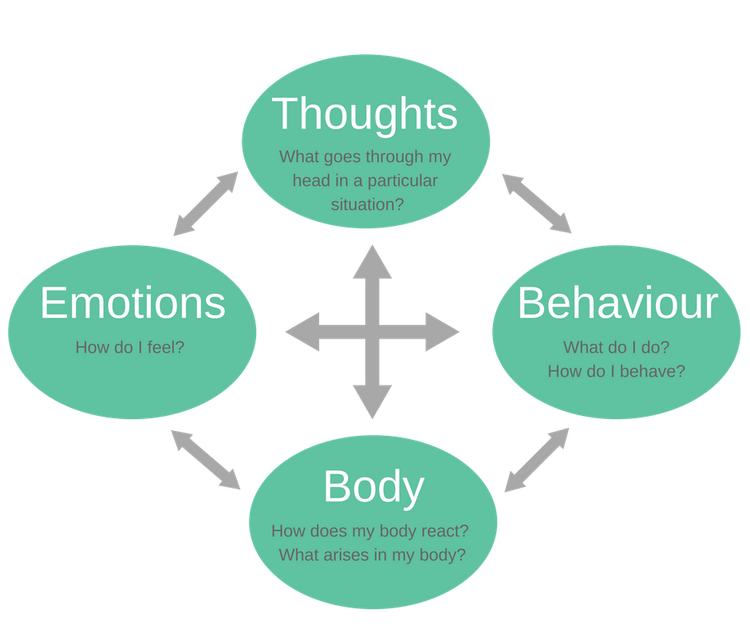 Thoughts
What goes through my
head in a particular
situation?
Emotions
How do I feel?
Behaviour
What do I do?
How do I behave?
Body
How does my body react?
What arises in my body?